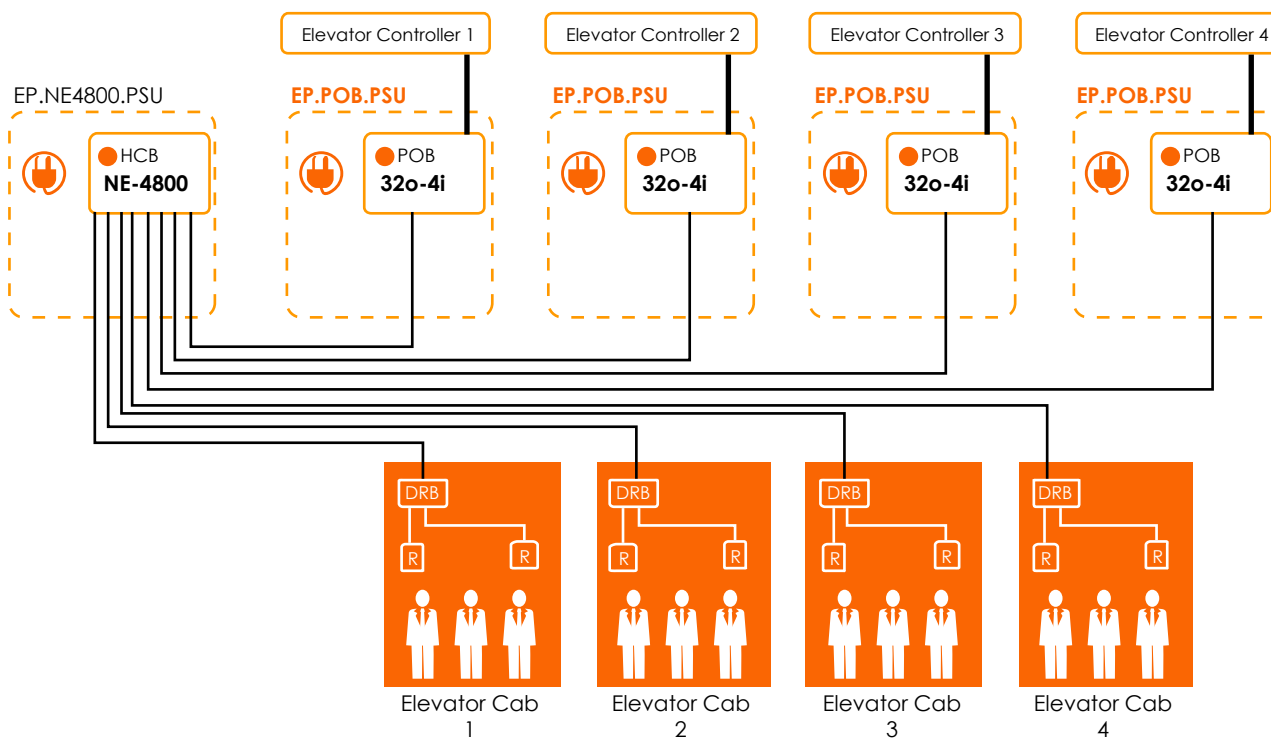 Elevator Controller 1
Elevator Controller 2
Elevator Controller 3
Elevator Controller 4
EP.NE4800.PSU
EP.POB.PSU
EP.POB.PSU
EP.POB.PSU
EP.POB.PSU
HCB
NE-4800
POB
32o-4i
POB
32o-4i
POB
32o-4i
POB
32o-4i
DRB
R
R
DRB
R
R
DRB
R
R
DRB
R
R
Elevator Cab
1
Elevator Cab
2
Elevator Cab
3
Elevator Cab
4